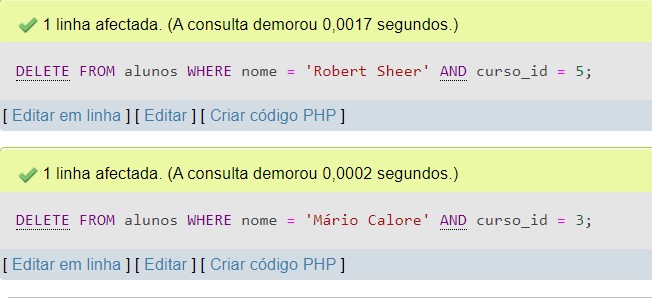 1 linha afectada. (A consulta demorou 0,0017 segundos.)
DELETE FROM alunos WHERE nome = 'Robert Sheer' AND curso_id = 5;
[ Editar em linha ] [ Editar ] [ Criar código PHP ]
1 linha afectada. (A consulta demorou 0,0002 segundos.)
DELETE FROM alunos WHERE nome = 'Mário Calore' AND curso_id = 3;
[ Editar em linha ] [ Editar ] [ Criar código PHP ]